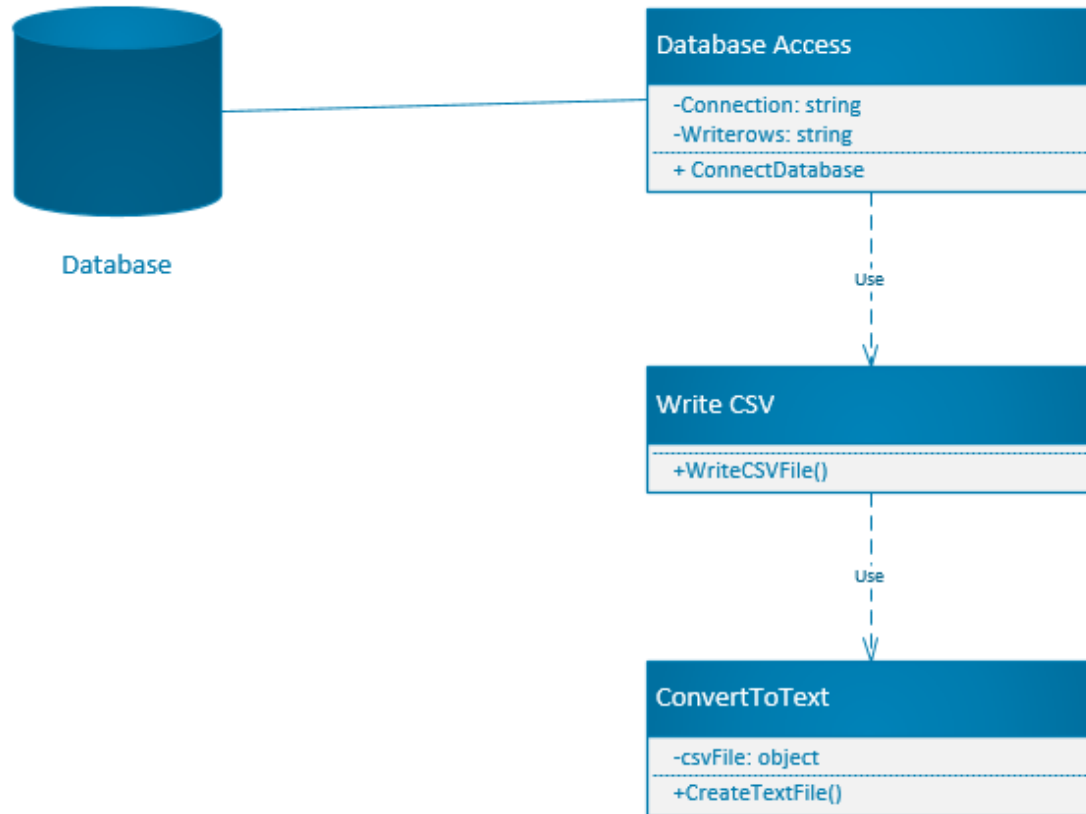 Database Access
-Connection: string
-Writerows: string
+ ConnectDatabase
Database
Use
Write CSV
+WriteCSVFile()
Use
ConvertToText
-csvFile: object
+CreateTextFile()